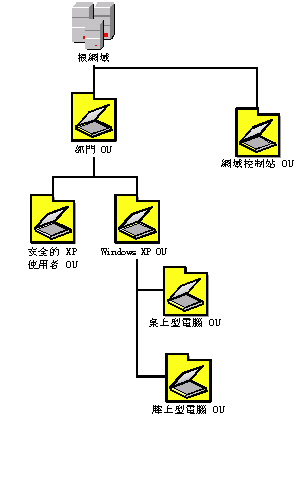 根網域
部門 OU
網域控制站 OU
安全的 XP
使用者 OU
Windows XP OU
桌上型電腦 OU
膝上型電腦 OU